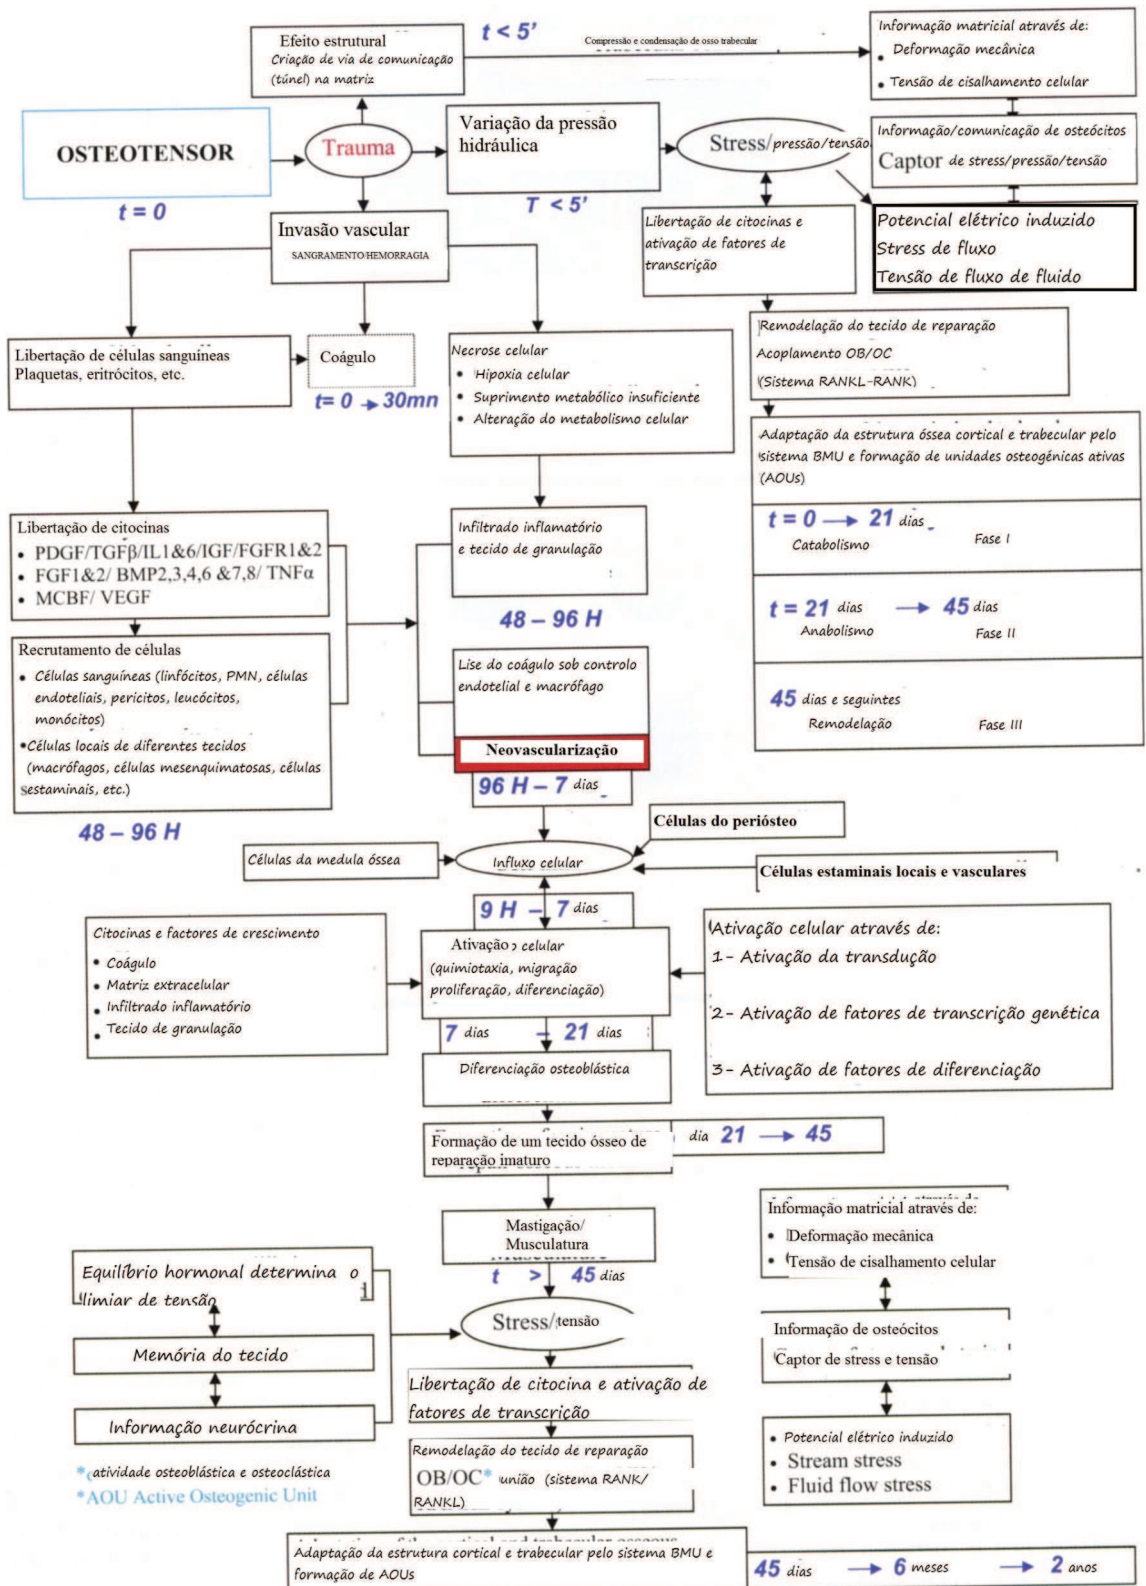 Efeito estrutural
Criação de via de comunicação
(túnel) na matriz
t < 5'
Compressão e condensação de osso trabecular
Informação matricial através de:
• Deformação mecânica
• Tensão de cisalhamento celular
OSTEOTENSOR
t = 0
Trauma
Variação da pressão
hidráulica
T < 5'
Stress/pressão/tensão
Informação/comunicação de osteócitos
Captor de stress/pressão/tensão
Potencial elétrico induzido
Stress de fluxo
Tensão de fluxo de fluido
Invasão vascular
SANGRAMENTO/HEMORRAGIA
Libertação de citocinas e
ativação de fatores de
transcrição
Libertação de células sanguíneas
Plaquetas, eritrócitos, etc.
Coágulo
t= 0 → 30mn
Necrose celular
• Hipoxia celular
• Suprimento metabólico insuficiente
• Alteração do metabolismo celular
Remodelação do tecido de reparação
Acoplamento OB/OC
(Sistema RANKL-RANK)
Adaptação da estrutura óssea cortical e trabecular pelo
sistema BMU e formação de unidades osteogénicas ativas
(AOUs)
t = 0 → 21 dias
Catabolismo Fase I
t = 21 dias → 45 dias
Anabolismo Fase II
45 dias e seguintes
Remodelação Fase III
Libertação de citocinas
• PDGF/TGFβ/IL1&6/IGF/FGFR1&2
• FGF1&2/ BMP2,3,4,6 &7,8/ TNFα
• MCBF/ VEGF
Infiltrado inflamatório
e tecido de granulação
48 – 96 H
Recrutamento de células
• Células sanguíneas (linfócitos, PMN, células
endoteliais, pericitos, leucócitos,
monócitos)
•Células locais de diferentes tecidos
(macrófagos, células mesenquimatosas, células
sestaminais, etc.)
48 – 96 H
Lise do coágulo sob controlo
endotelial e macrófago
Neovascularização
96 H – 7 dias
Células do periósteo
Células da medula óssea
Influxo celular
Células estaminais locais e vasculares
9 H – 7 dias
Citocinas e factores de crescimento
• Coágulo
• Matriz extracelular
• Infiltrado inflamatório
• Tecido de granulação
Ativação celular
(quimiotaxia, migração
proliferação, diferenciação)
Ativação celular através de:
1- Ativação da transdução
2- Ativação de fatores de transcrição genética
3- Ativação de fatores de diferenciação
7 dias – 21 dias
Diferenciação osteoblástica
Formação de um tecido ósseo de
reparação imaturo
dia 21 → 45
Mastigação/
Musculatura
t > 45 dias
Informação matricial através de:
• Deformação mecânica
• Tensão de cisalhamento celular
Equilíbrio hormonal determina o
limiar de tensão
Memória do tecido
Informação neurócrina
Stress/tensão
Informação de osteócitos
Captor de stress e tensão
Libertação de citocina e ativação de
fatores de transcrição
• Potencial elétrico induzido
• Stream stress
• Fluid flow stress
Remodelação do tecido de reparação
OB/OC* união (sistema RANK/
RANKL)
*(atividade osteoblástica e osteoclástica
*AOU Active Osteogenic Unit
Adaptação da estrutura cortical e trabecular pelo sistema BMU e
formação de AOUs
45 dias → 6 meses → 2 anos